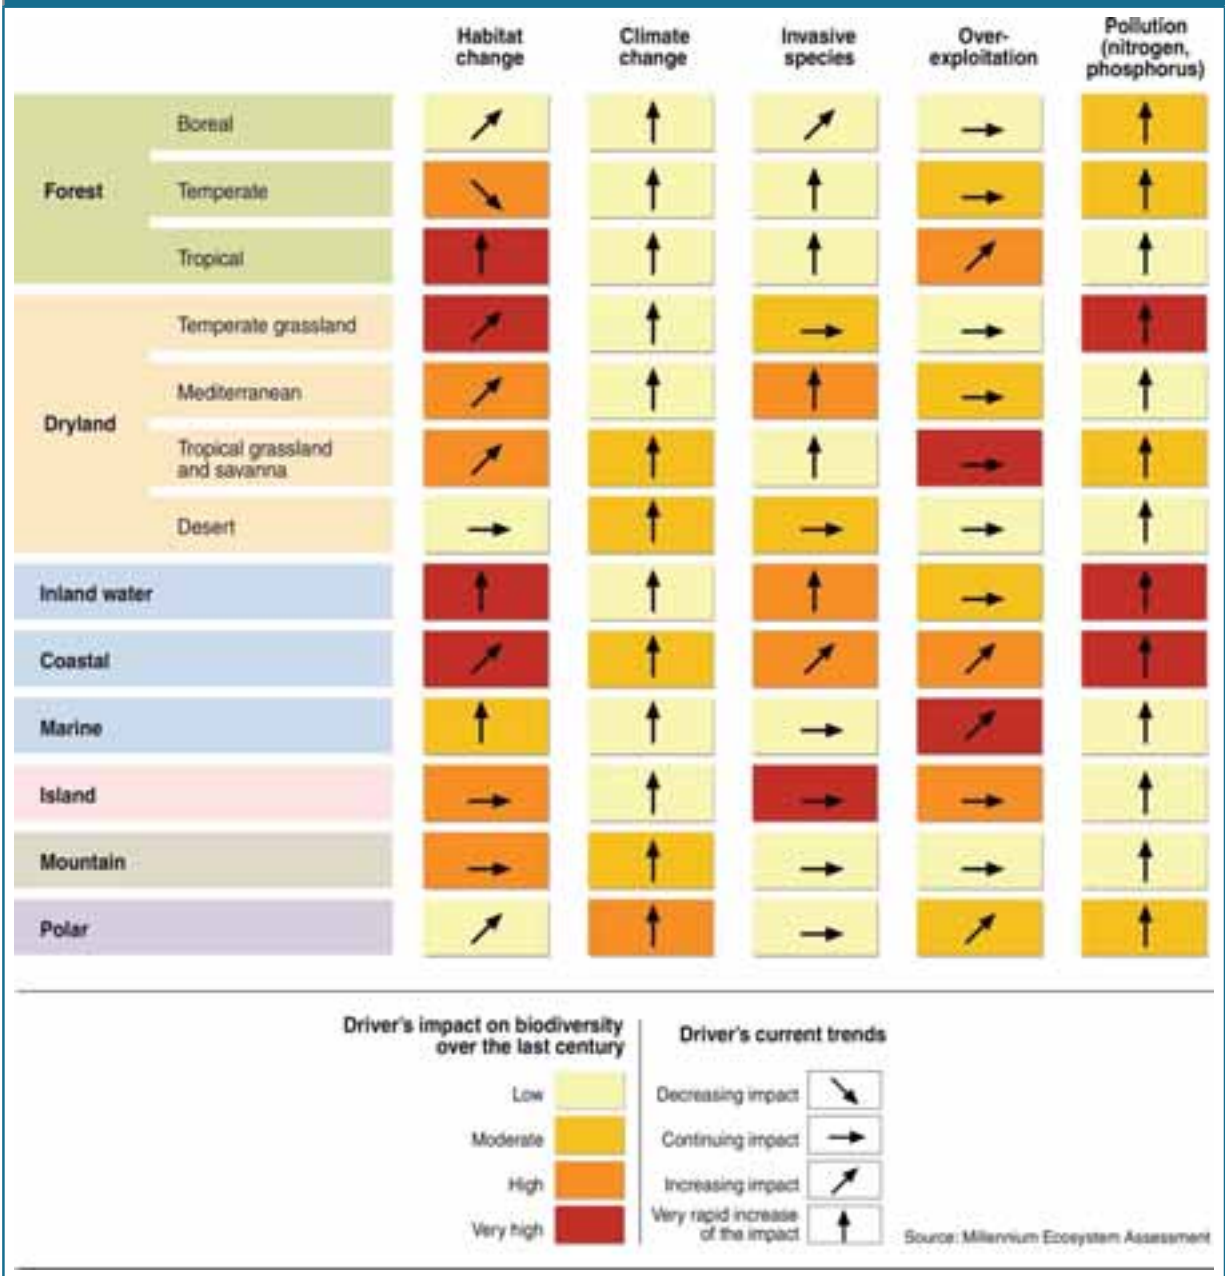 Habitat
change
Climate
change
Invasive
species
Over-
exploitation
Pollution
(nitrogen,
phosphorus)
Forest
Boreal
Temperate
Tropical
Dryland
Temperate grassland
Mediterranean
Tropical grassland
and savanna
Desert
Inland water
Coastal
Marine
Island
Mountain
Polar
Driver's impact on biodiversity
over the last century
Low
Moderate
High
Very high
Driver's current trends
Decreasing impact
Continuing impact
Increasing impact
Very rapid increase
of the impact
Source: Millennium Ecosystem Assessment